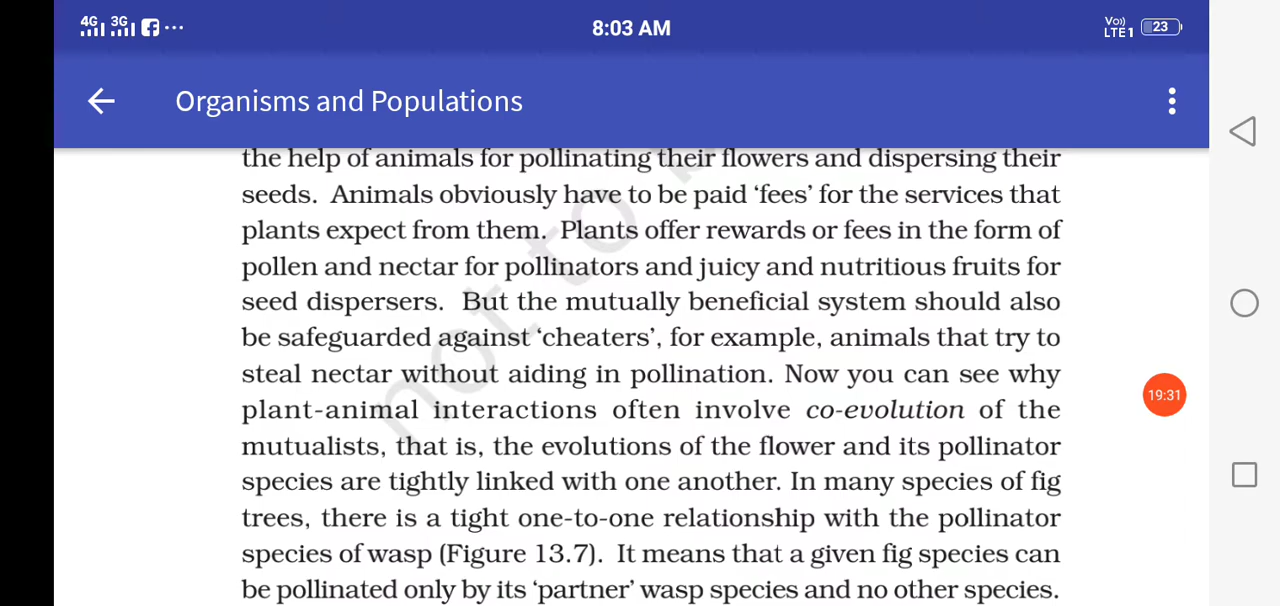 4G 3G ...
8:03 AM
Vo)) LTE 1 23
Organisms and Populations
the help of animals for pollinating their flowers and dispersing their
seeds. Animals obviously have to be paid ‘fees’ for the services that
plants expect from them. Plants offer rewards or fees in the form of
pollen and nectar for pollinators and juicy and nutritious fruits for
seed dispersers. But the mutually beneficial system should also
be safeguarded against ‘cheaters’, for example, animals that try to
steal nectar without aiding in pollination. Now you can see why
plant-animal interactions often involve co-evolution of the
mutualists, that is, the evolutions of the flower and its pollinator
species are tightly linked with one another. In many species of fig
trees, there is a tight one-to-one relationship with the pollinator
species of wasp (Figure 13.7). It means that a given fig species can
be pollinated only by its ‘partner’ wasp species and no other species.
19:31
not to